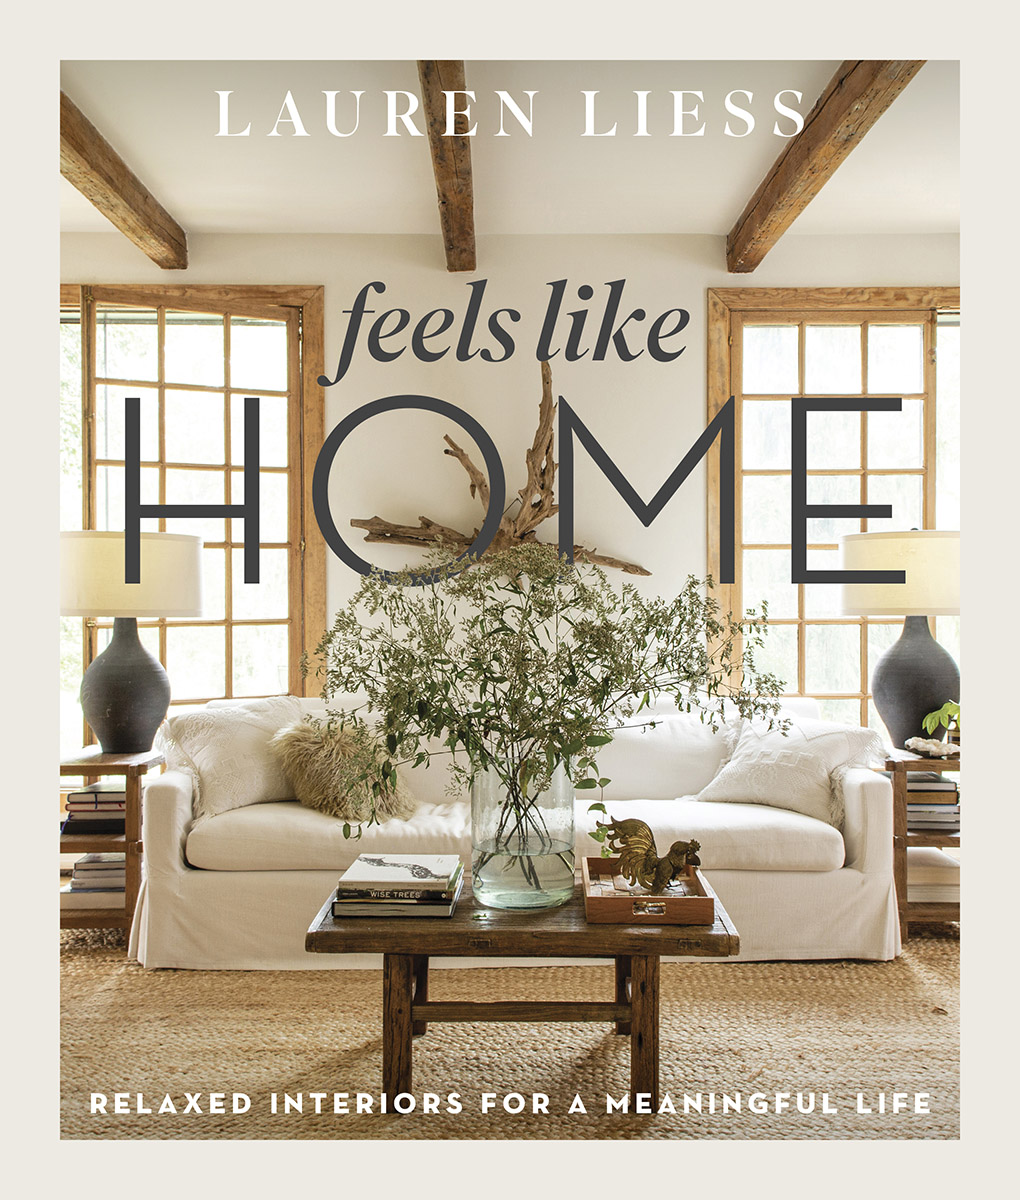 LAUREN LIESS
feels like
HOME
WISE TREES
RELAXED INTERIORS FOR A MEANINGFUL LIFE